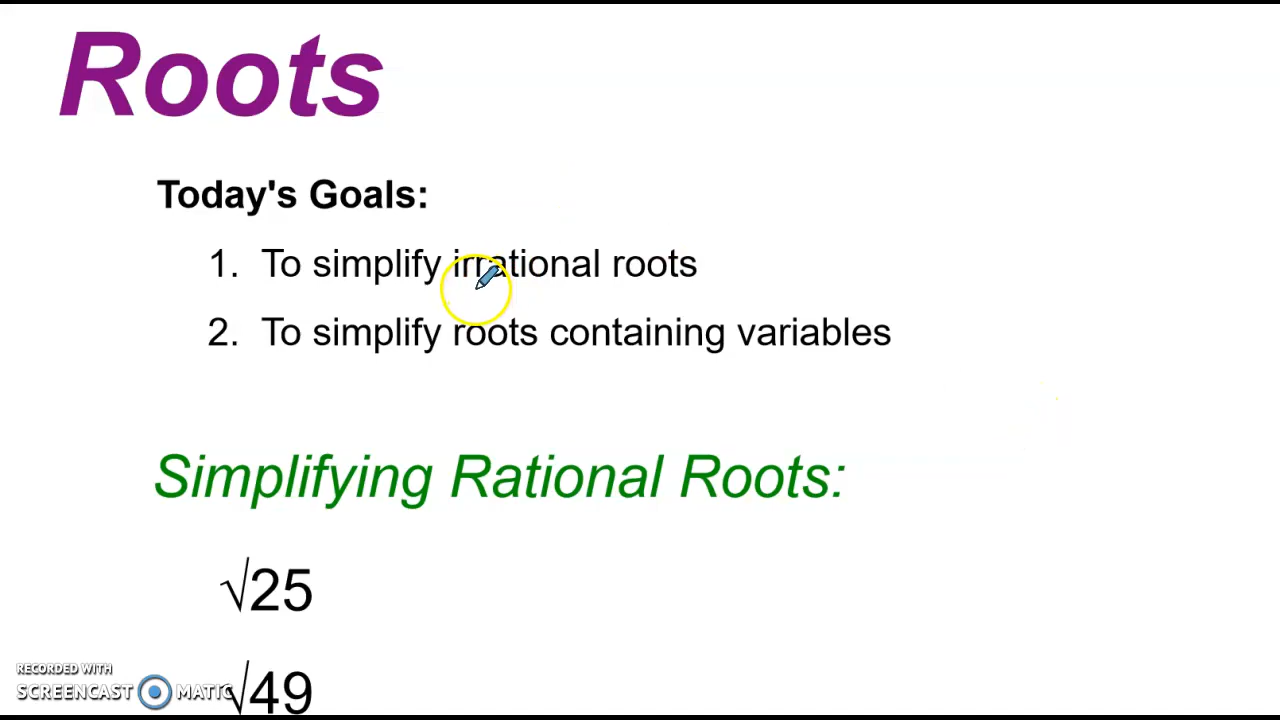 Roots
Today's Goals:
1. To simplify irrational roots
2. To simplify roots containing variables
Simplifying Rational Roots:
√25
√49
RECORDED WITH
SCREENCAST MATIC